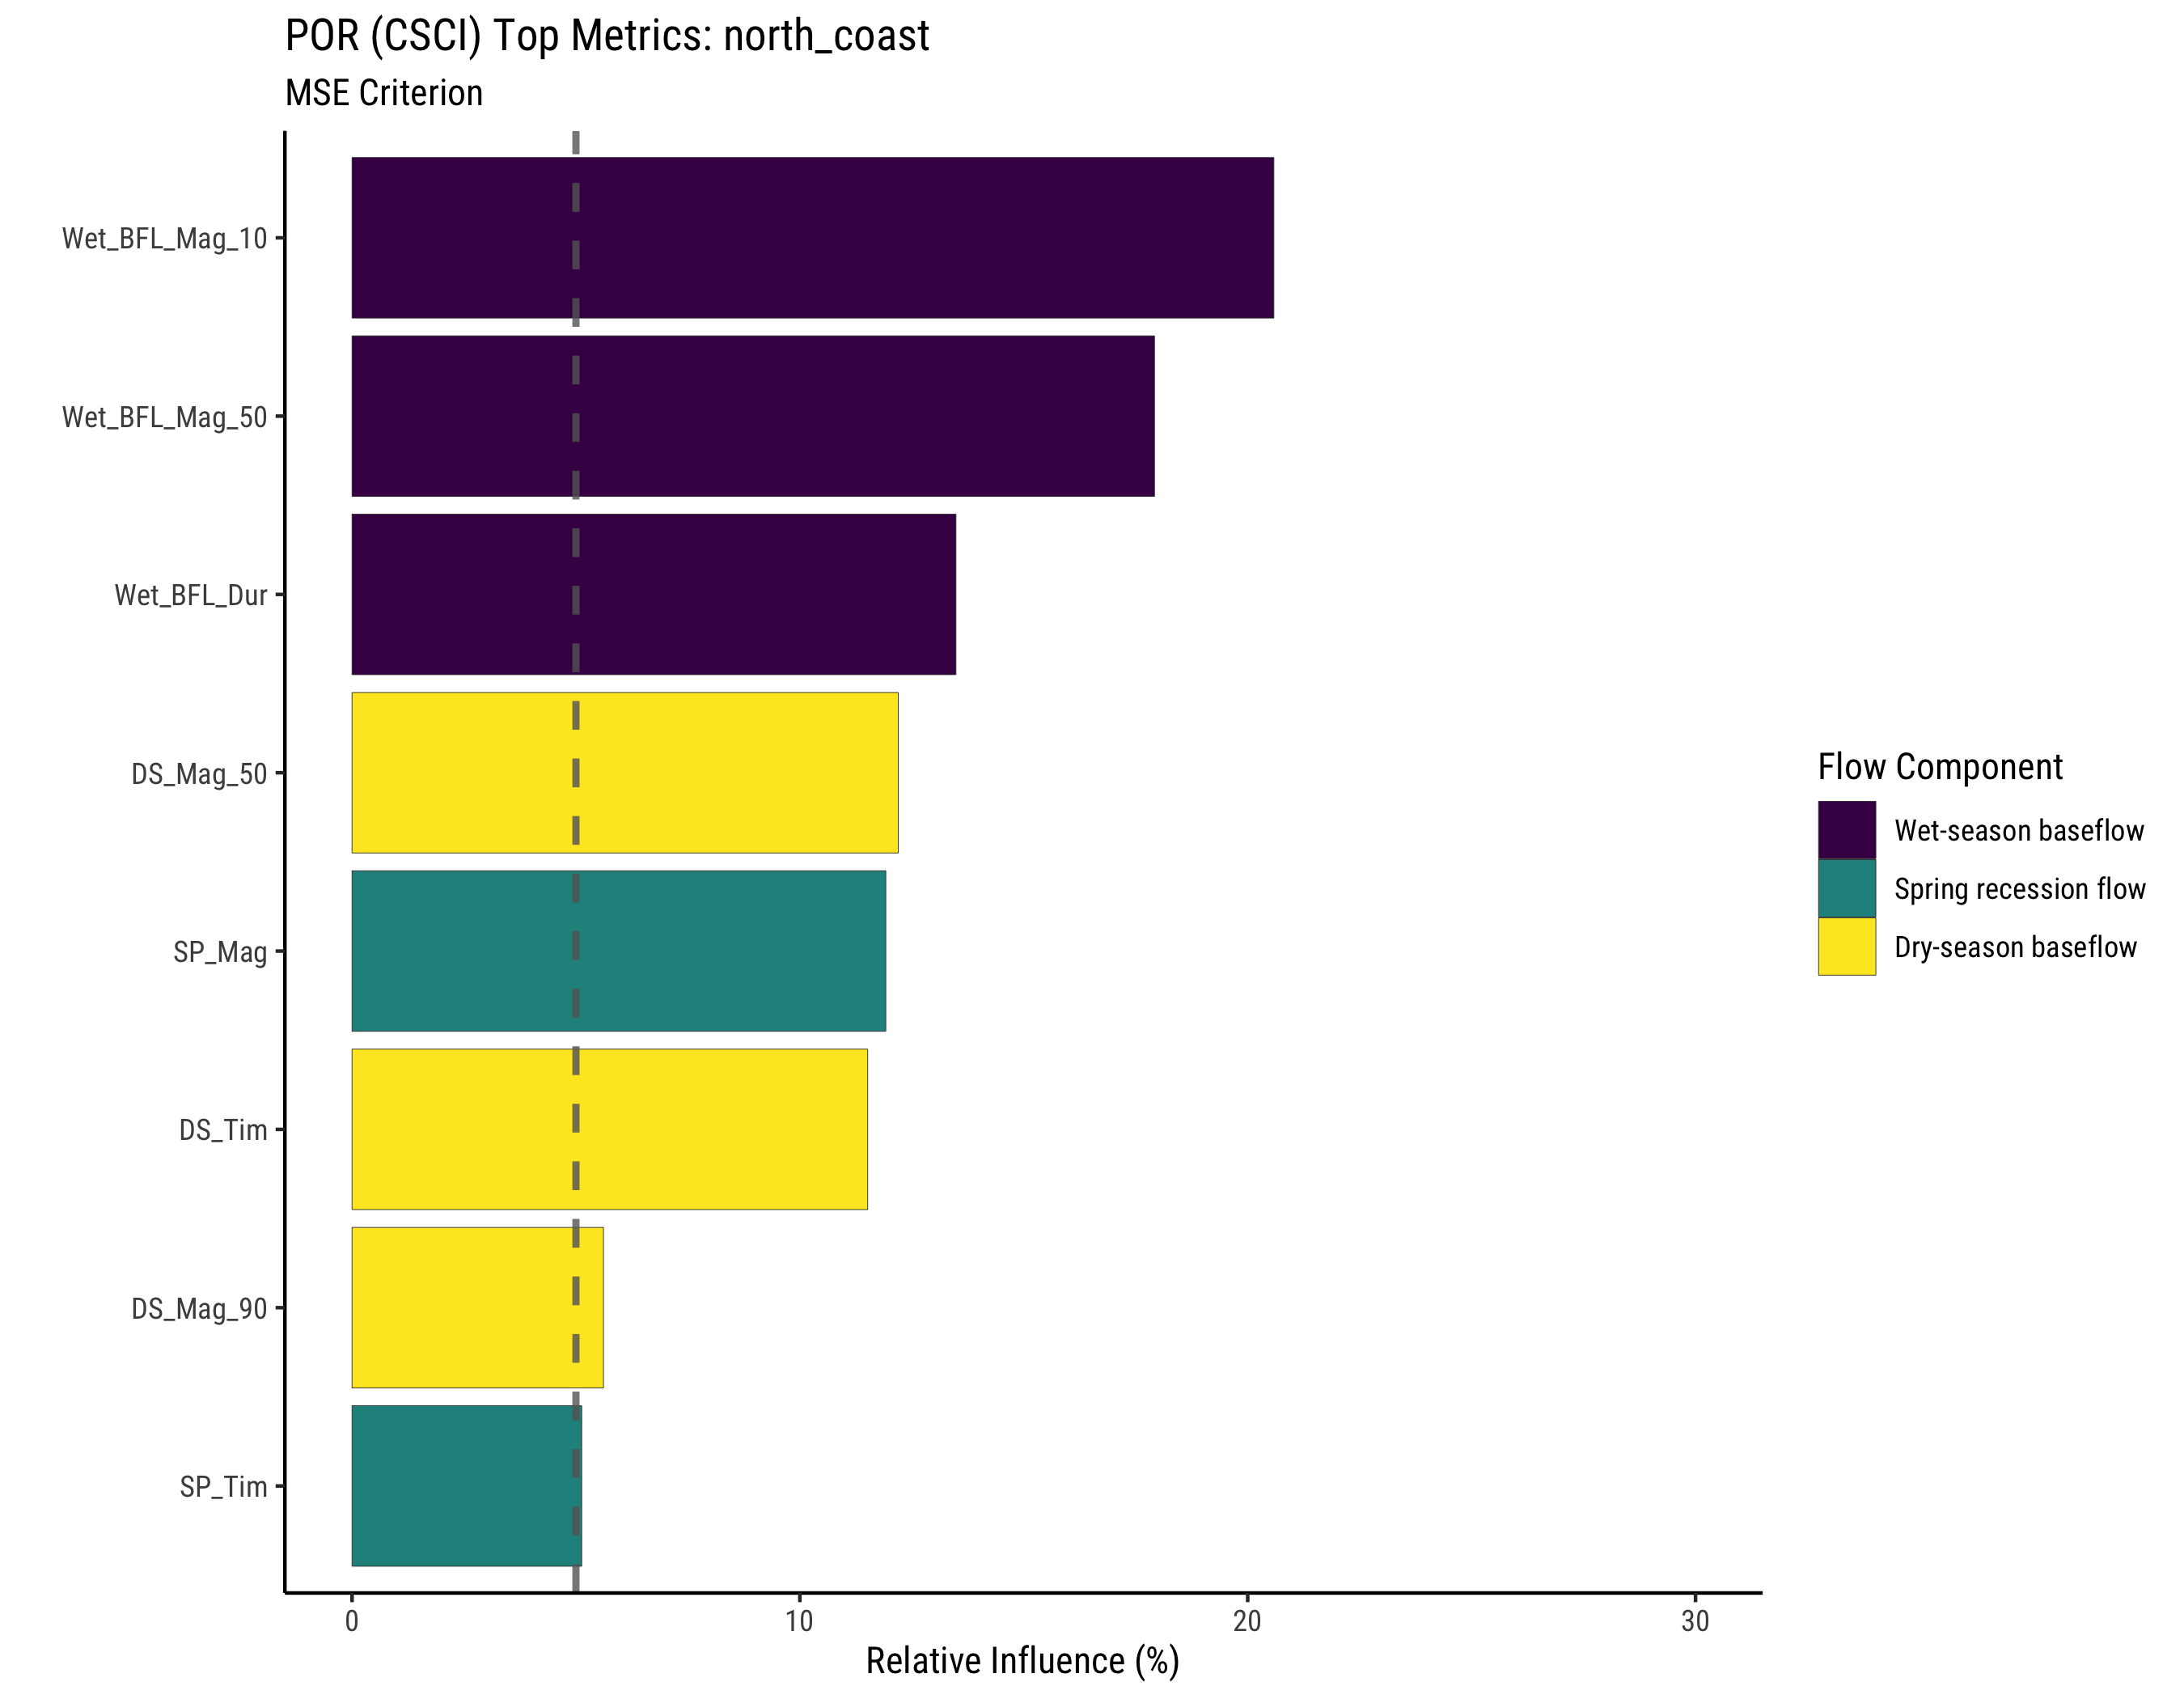 POR (CSCI) Top Metrics: north_coast
MSE Criterion
Wet_BFL_Mag_10
Wet_BFL_Mag_50
Wet_BFL_Dur
DS_Mag_50
SP_Mag
DS_Tim
DS_Mag_90
SP_Tim
0 10 20 30
Relative Influence (%)
Flow Component
Wet-season baseflow
Spring recession flow
Dry-season baseflow